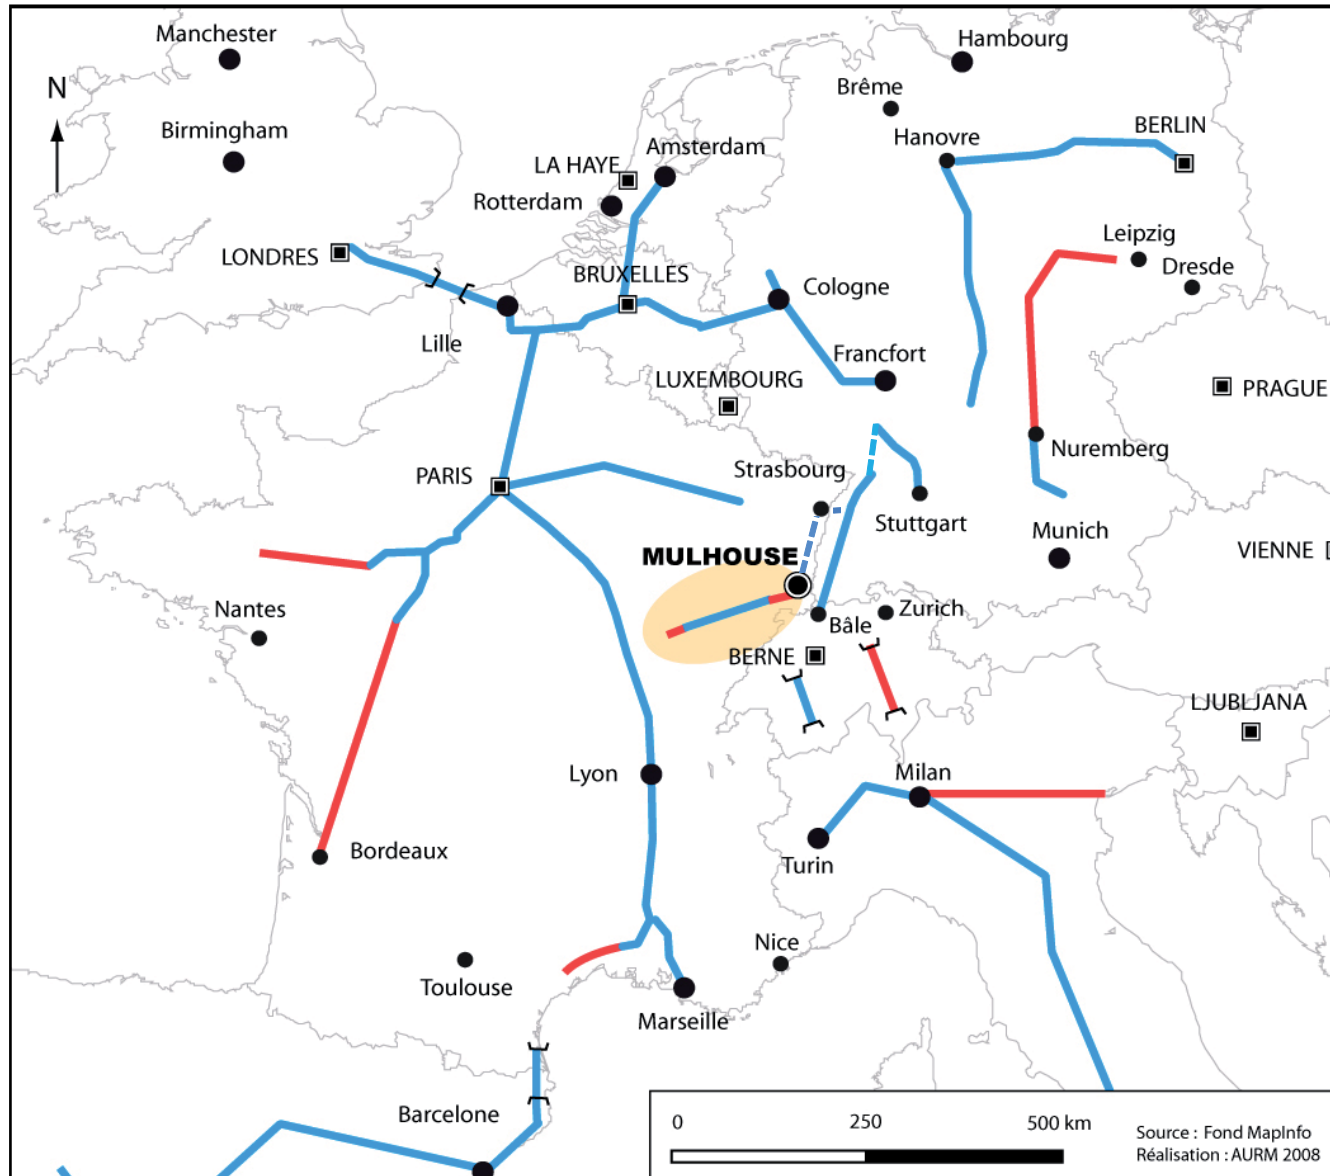 Manchester
Hambourg
N
Brême
Birmingham
Hanovre
BERLIN
Amsterdam
LA HAYE
Rotterdam
LONDRES
BRUXELLES
Leipzig
Dresde
Cologne
Lille
Francfort
LUXEMBOURG
PRAGUE
Nuremberg
PARIS
Strasbourg
Stuttgart
Munich
MULHOUSE
VIENNE
Nantes
Zurich
Bâle
BERNE
LJUBLJANA
Lyon
Milan
Bordeaux
Turin
Nice
Toulouse
Marseille
Barcelone
0 250 500 km
Source : Fond MapInfo
Réalisation : AURM 2008